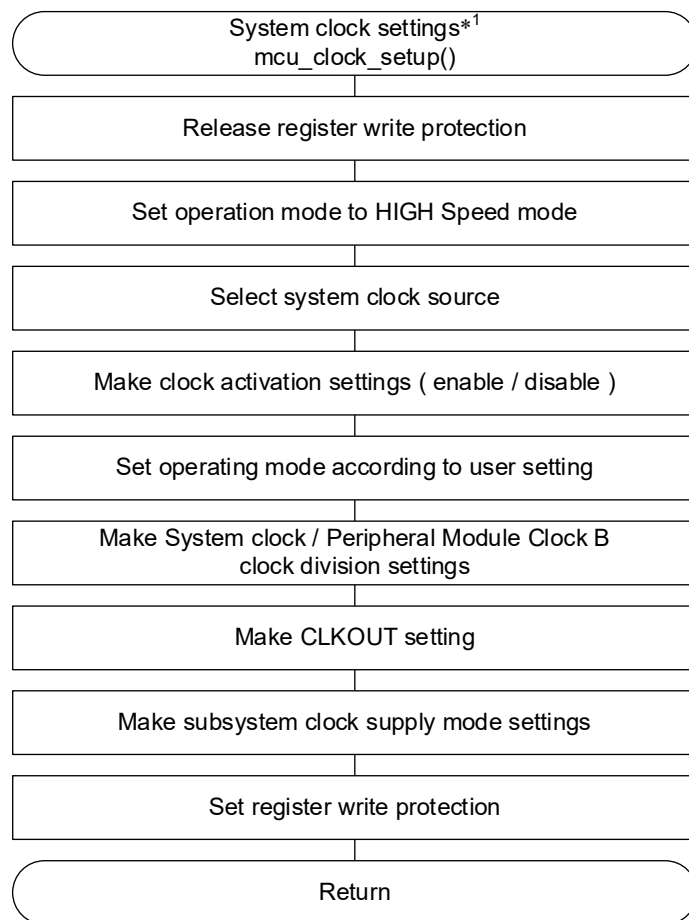 System clock settings*1
mcu_clock_setup()
Release register write protection
Set operation mode to HIGH Speed mode
Select system clock source
Make clock activation settings ( enable / disable )
Set operating mode according to user setting
Make System clock / Peripheral Module Clock B
clock division settings
Make CLKOUT setting
Make subsystem clock supply mode settings
Set register write protection
Return